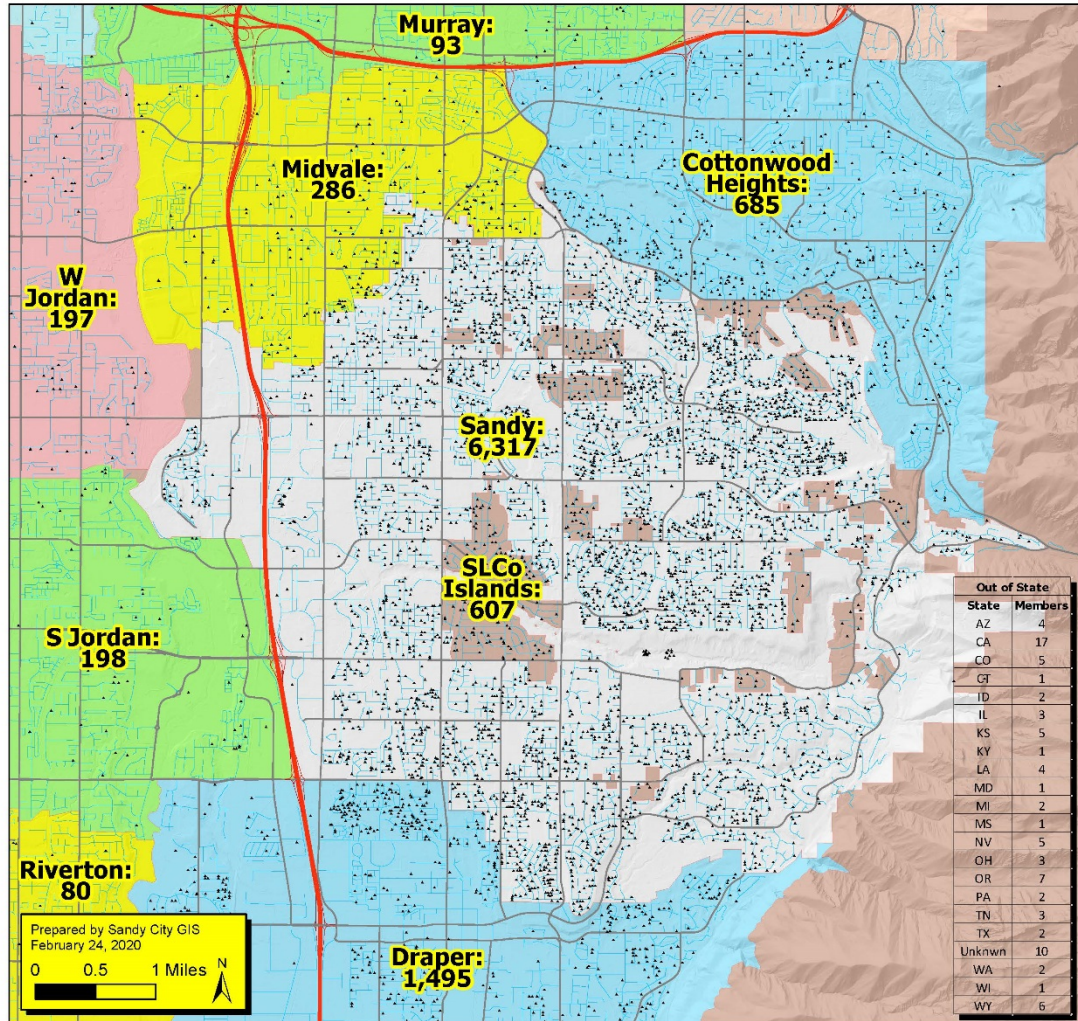 Murray:
93
Midvale:
286
Cottonwood
Heights:
685
W
Jordan:
197
Sandy:
6,317
SLCo
Islands:
607
S Jordan:
198
Riverton:
80
Draper:
1,495
Prepared by Sandy City GIS
February 24, 2020
0 0.5 1 Miles N
Out of State
State Members
AZ 4
CA 17
CO 5
CT 1
ID 2
IL 3
KS 5
KY 1
LA 4
MD 1
MI 2
MS 1
NV 5
OH 3
OR 7
PA 2
TN 3
TX 2
Unknwn 10
WA 2
WI 1
WY 6